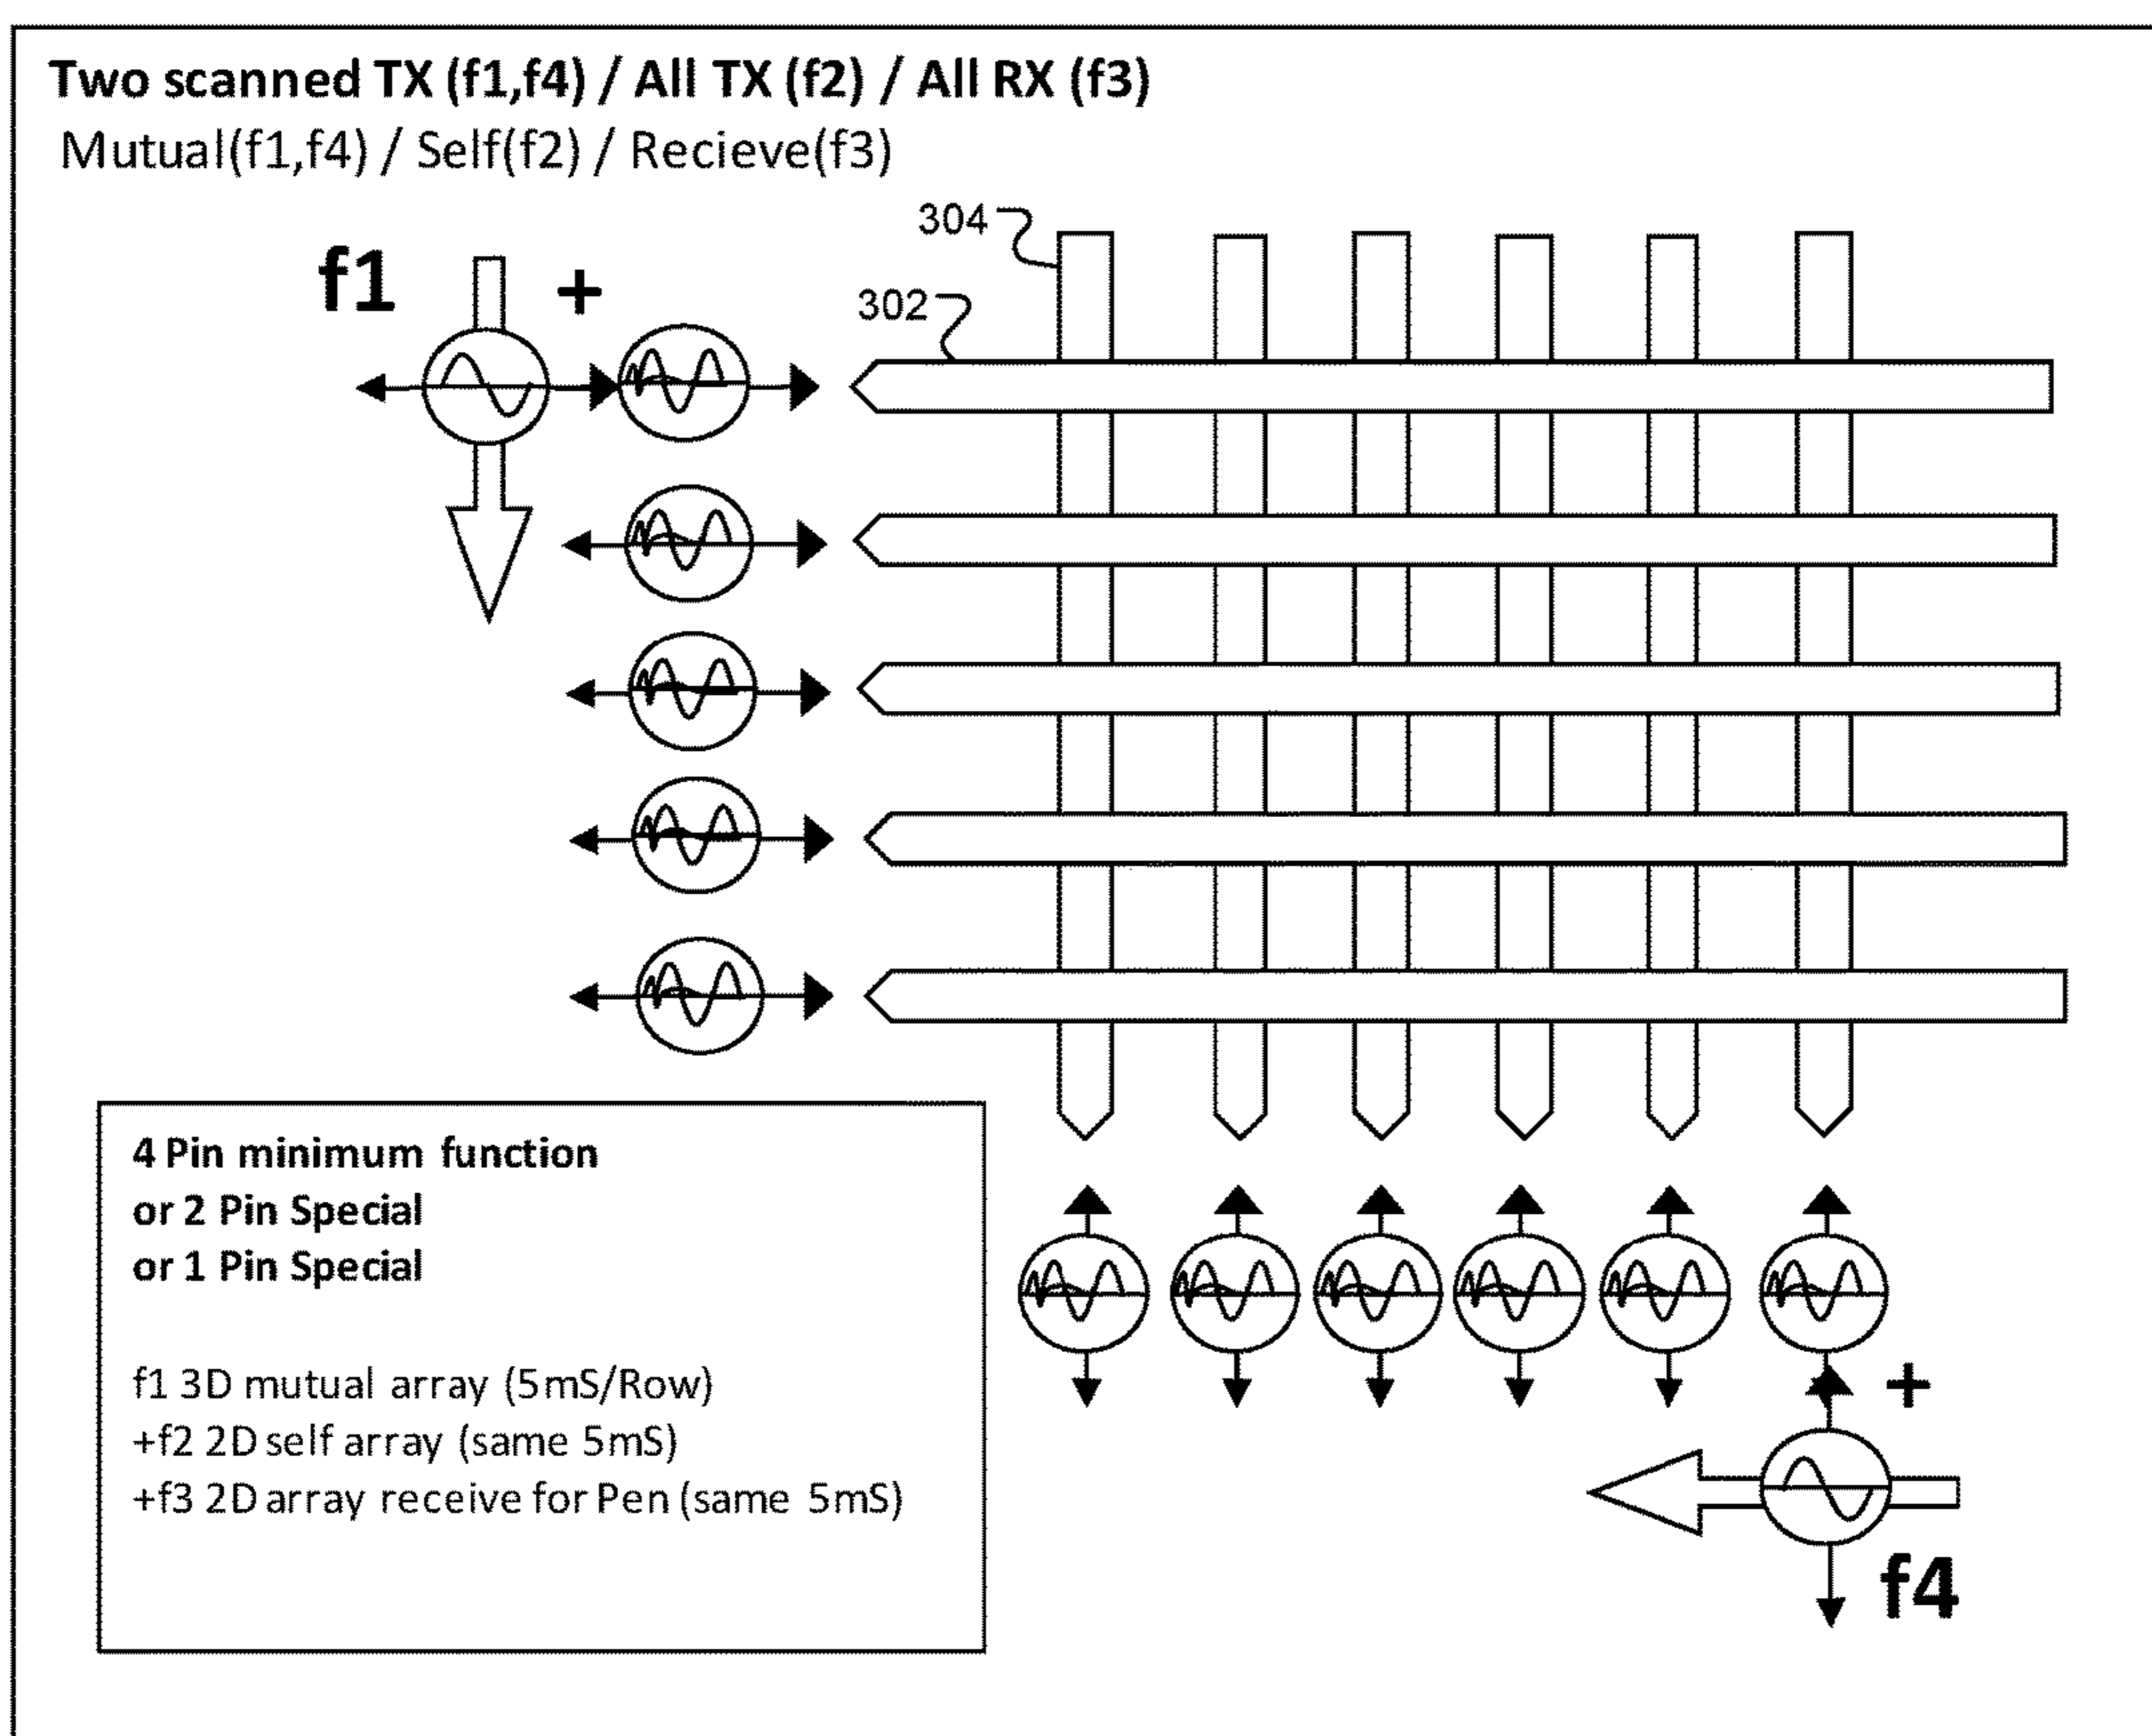 Two scanned TX (f1,f4) / All TX (f2) / All RX (f3)
Mutual(f1,f4) / Self(f2) / Recieve(f3)
304
302
f1
+
4 Pin minimum function
or 2 Pin Special
or 1 Pin Special
f1 3D mutual array (5mS/Row)
+f2 2D self array (same 5mS)
+f3 2D array receive for Pen (same 5mS)
+
f4